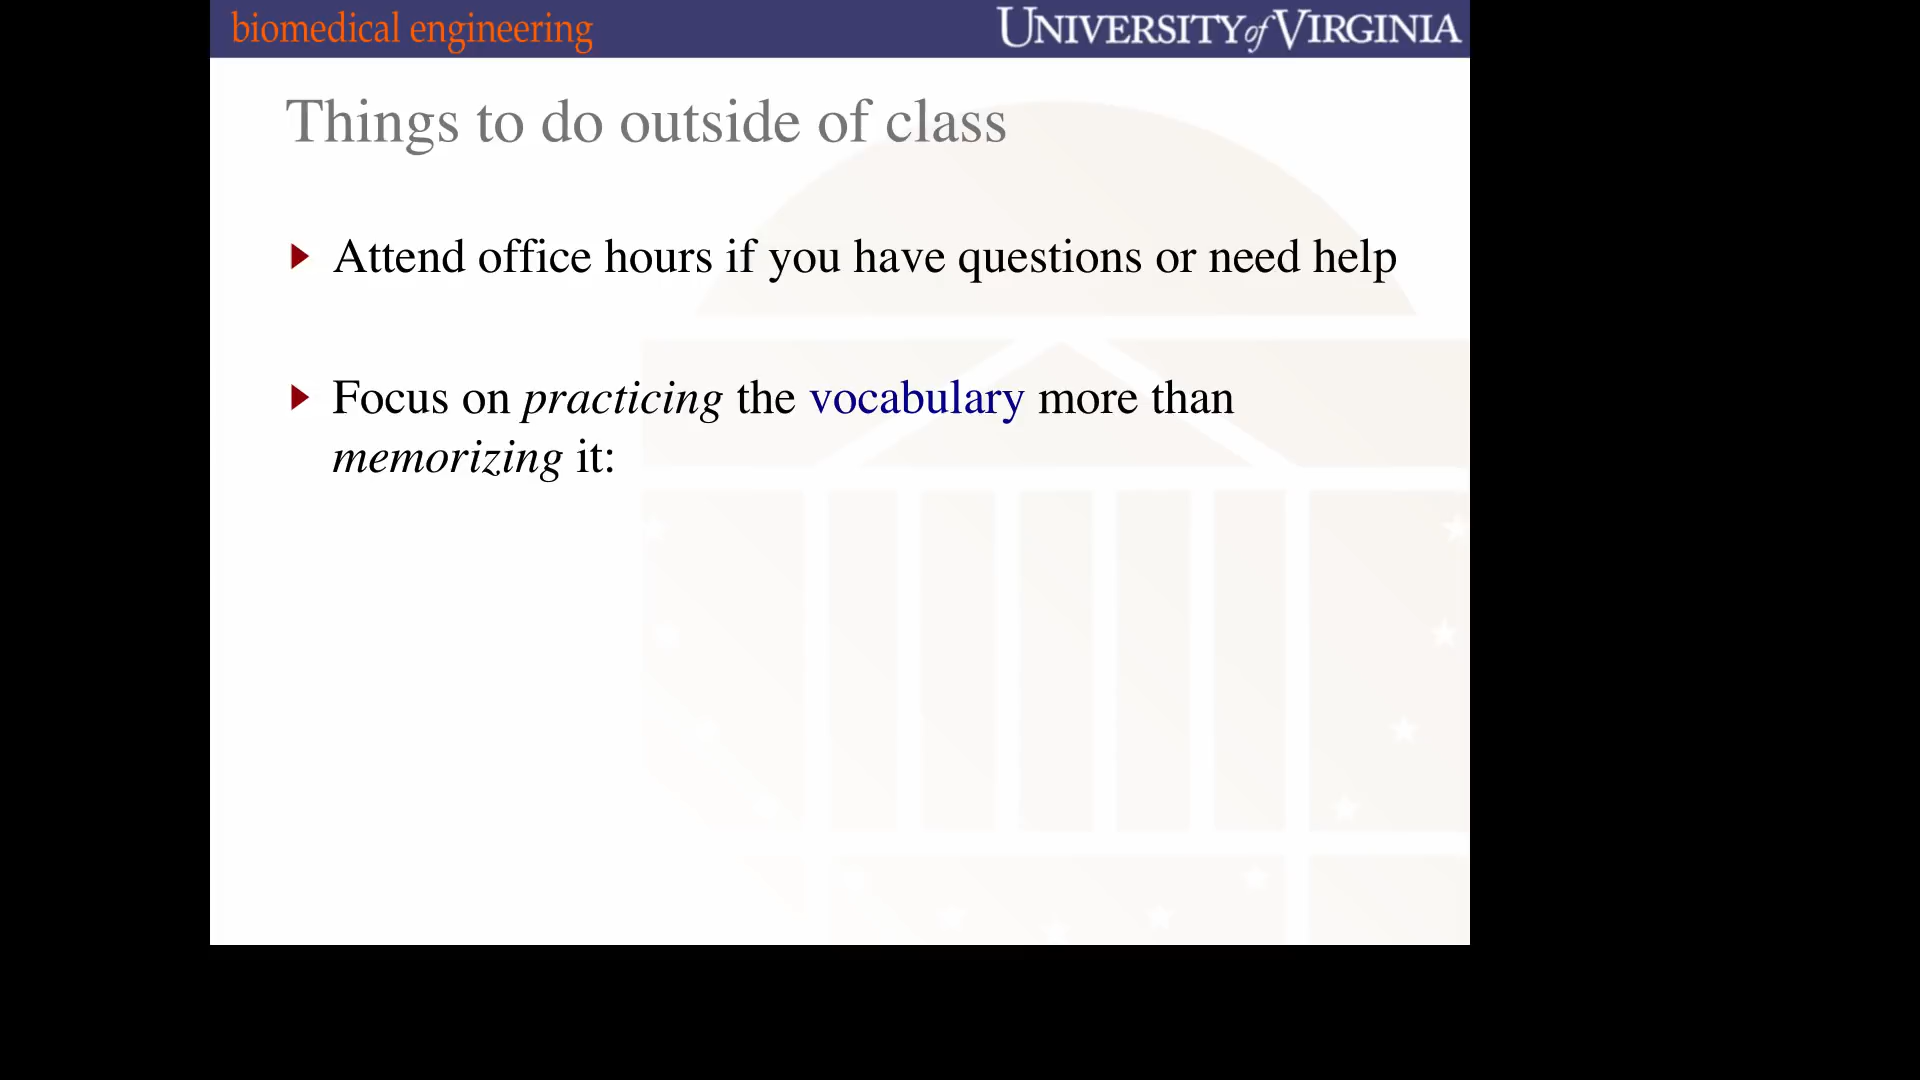 biomedical engineering
UNIVERSITY of VIRGINIA
Things to do outside of class
Attend office hours if you have questions or need help
Focus on practicing the vocabulary more than
memorizing it: